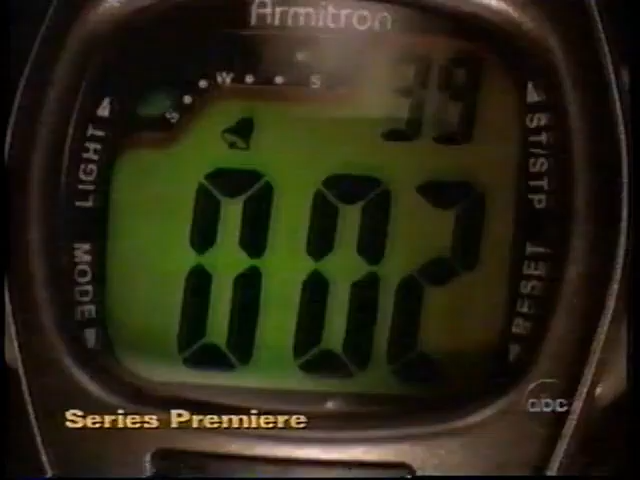 Armitron
W S
S
39
LIGHT
ST/STP
002
MODE
RESET
Series Premiere
abc